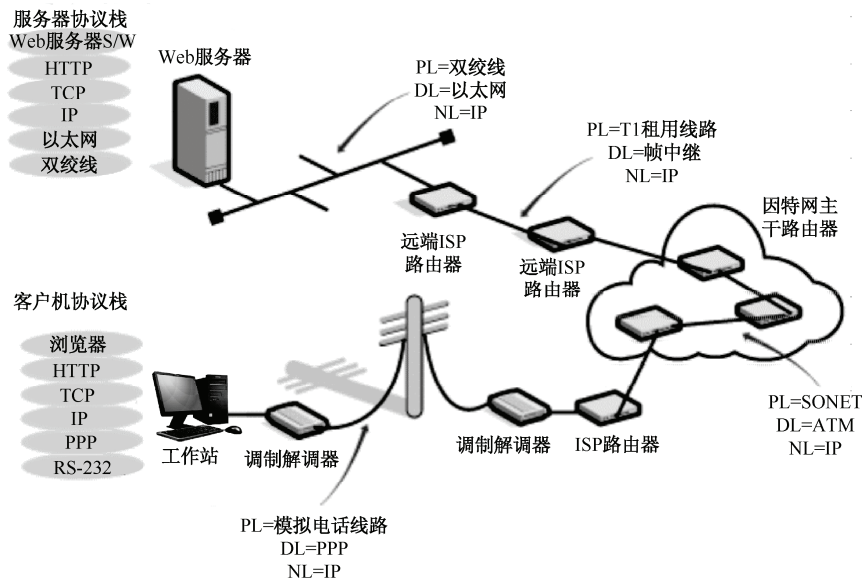 服务器协议栈
Web服务器S/W
HTTP
TCP
IP
以太网
双绞线
Web服务器
PL=双绞线
DL=以太网
NL=IP
PL=T1租用线路
DL=帧中继
NL=IP
远端ISP
路由器
远端ISP
路由器
因特网主
干路由器
客户机协议栈
浏览器
HTTP
TCP
IP
PPP
RS-232
工作站
调制解调器
调制解调器
ISP路由器
PL=SONET
DL=ATM
NL=IP
PL=模拟电话线路
DL=PPP
NL=IP